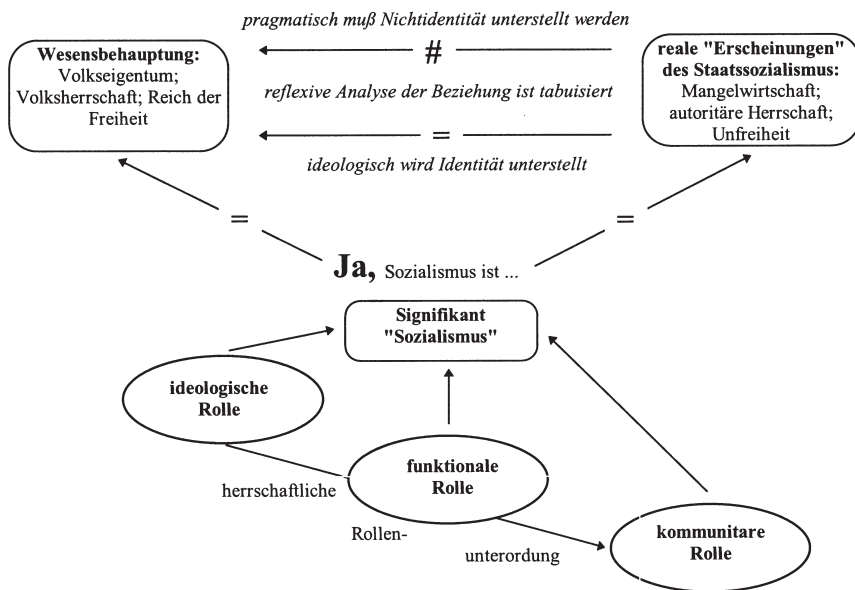 pragmatisch muß Nichtidentität unterstellt werden
#
Wesensbehauptung:
Volkseigentum;
Volksherrschaft; Reich der
Freiheit
reale "Erscheinungen"
des Staatssozialismus:
Mangelwirtschaft;
autoritäre Herrschaft;
Unfreiheit
reflexive Analyse der Beziehung ist tabuisiert
=
ideologisch wird Identität unterstellt
=
=
Ja, Sozialismus ist ...
Signifikant
"Sozialismus"
ideologische
Rolle
funktionale
Rolle
herrschaftliche
Rollen-
unterordung
kommunitare
Rolle